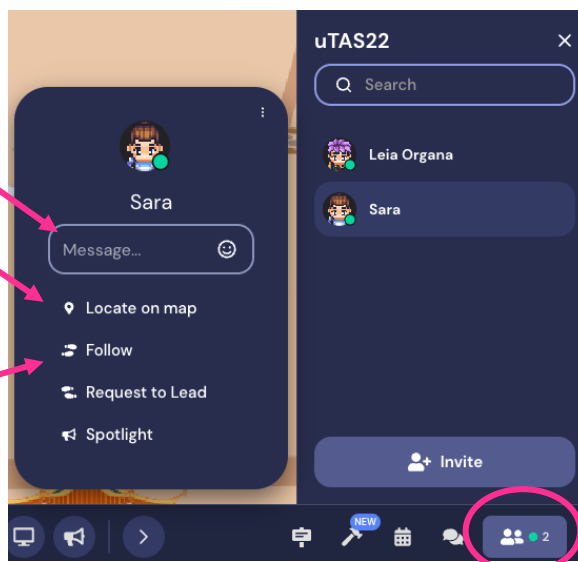 Sara
Message...
Locate on map
Follow
Request to Lead
Spotlight
uTAS22
Search
Leia Organa
Sara
Invite
NEW
2